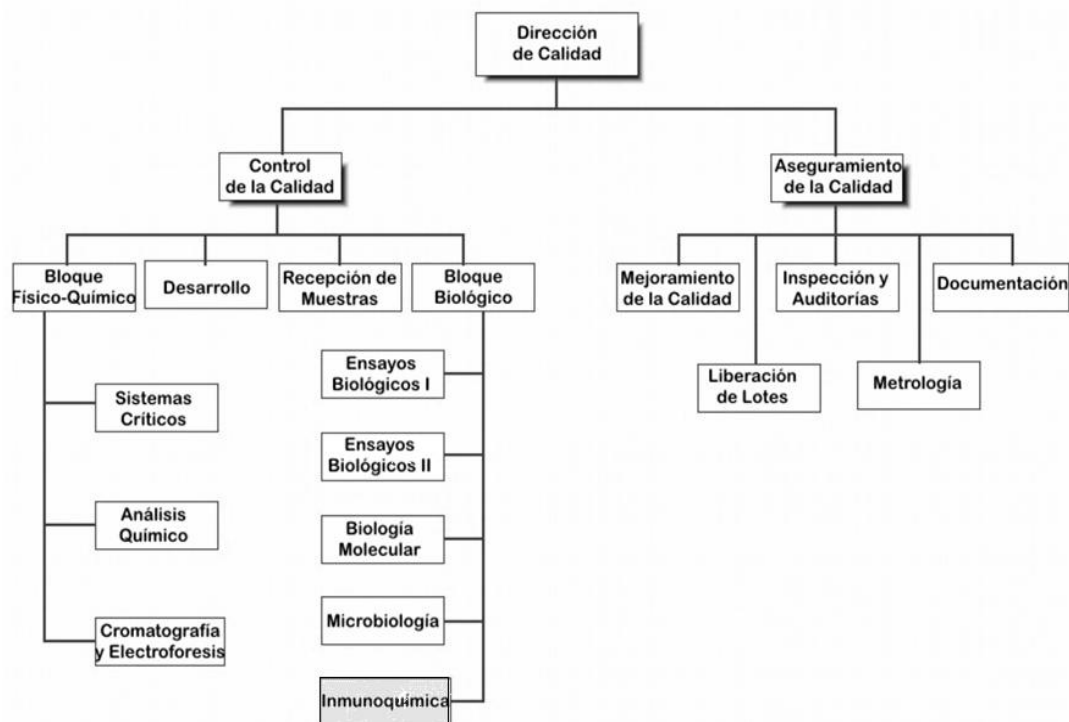 Dirección
de Calidad
Control
de la Calidad
Aseguramiento
de la Calidad
Bloque
Físico-Químico
Desarrollo
Recepción de
Muestras
Bloque
Biológico
Mejoramiento
de la Calidad
Inspección y
Auditorías
Documentación
Liberación
de Lotes
Metrología
Sistemas
Críticos
Análisis
Químico
Cromatografía
y Electroforesis
Ensayos
Biológicos I
Ensayos
Biológicos II
Biología
Molecular
Microbiología
Inmunoquímica